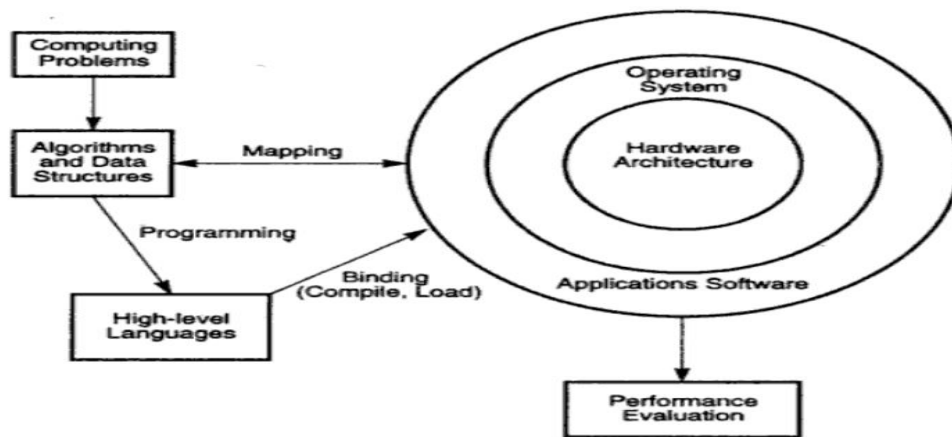 Computing
Problems
Algorithms
and Data
Structures
Mapping
Programming
High-level
Languages
Binding
(Compile, Load)
Operating
System
Hardware
Architecture
Applications Software
Performance
Evaluation